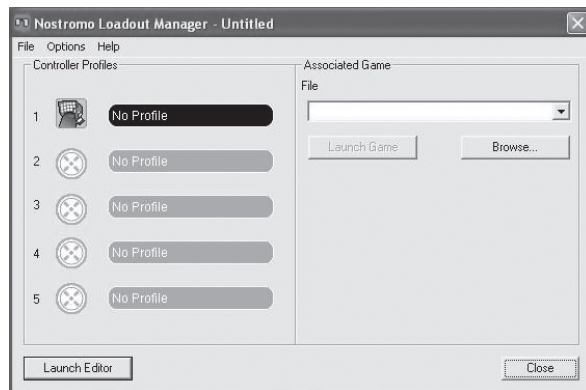 Nostromo Loadout Manager - Untitled
File Options Help
Controller Profiles
1 No Profile
2 No Profile
3 No Profile
4 No Profile
5 No Profile
Associated Game
File
Launch Game Browse...
Launch Editor Close